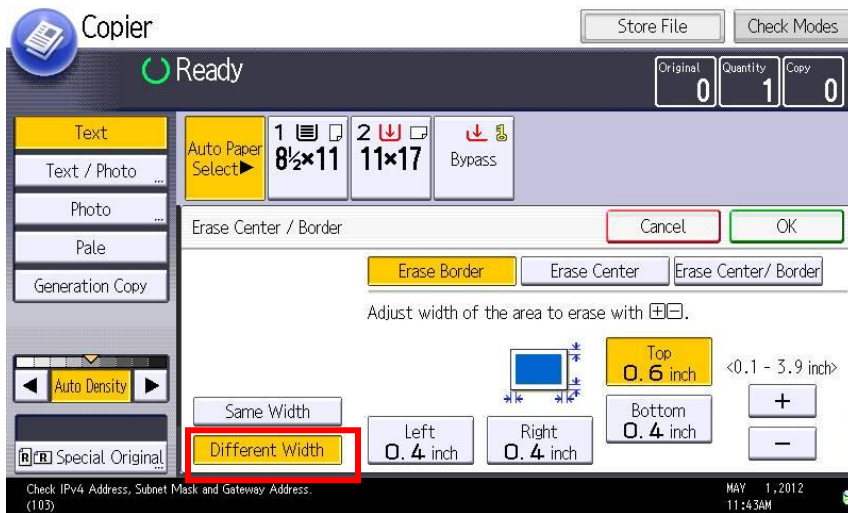 Copier
Store File
Check Modes
Ready
Original 0
Quantity 1
Copy 0
Text
Text / Photo ...
Photo ...
Pale
Generation Copy
Auto Density
R R Special Original ...
Auto Paper Select▶
1 8½×11
2 11×17
Bypass
Erase Center / Border
Cancel
OK
Erase Border
Erase Center
Erase Center/ Border
Adjust width of the area to erase with ⊞⊟.
Same Width
Different Width
Left
0.4 inch
Right
0.4 inch
Top
0.6 inch
Bottom
0.4 inch
<0.1 - 3.9 inch>
+
−
Check IPv4 Address, Subnet Mask and Gateway Address.
(103)
MAY 1,2012
11:43AM